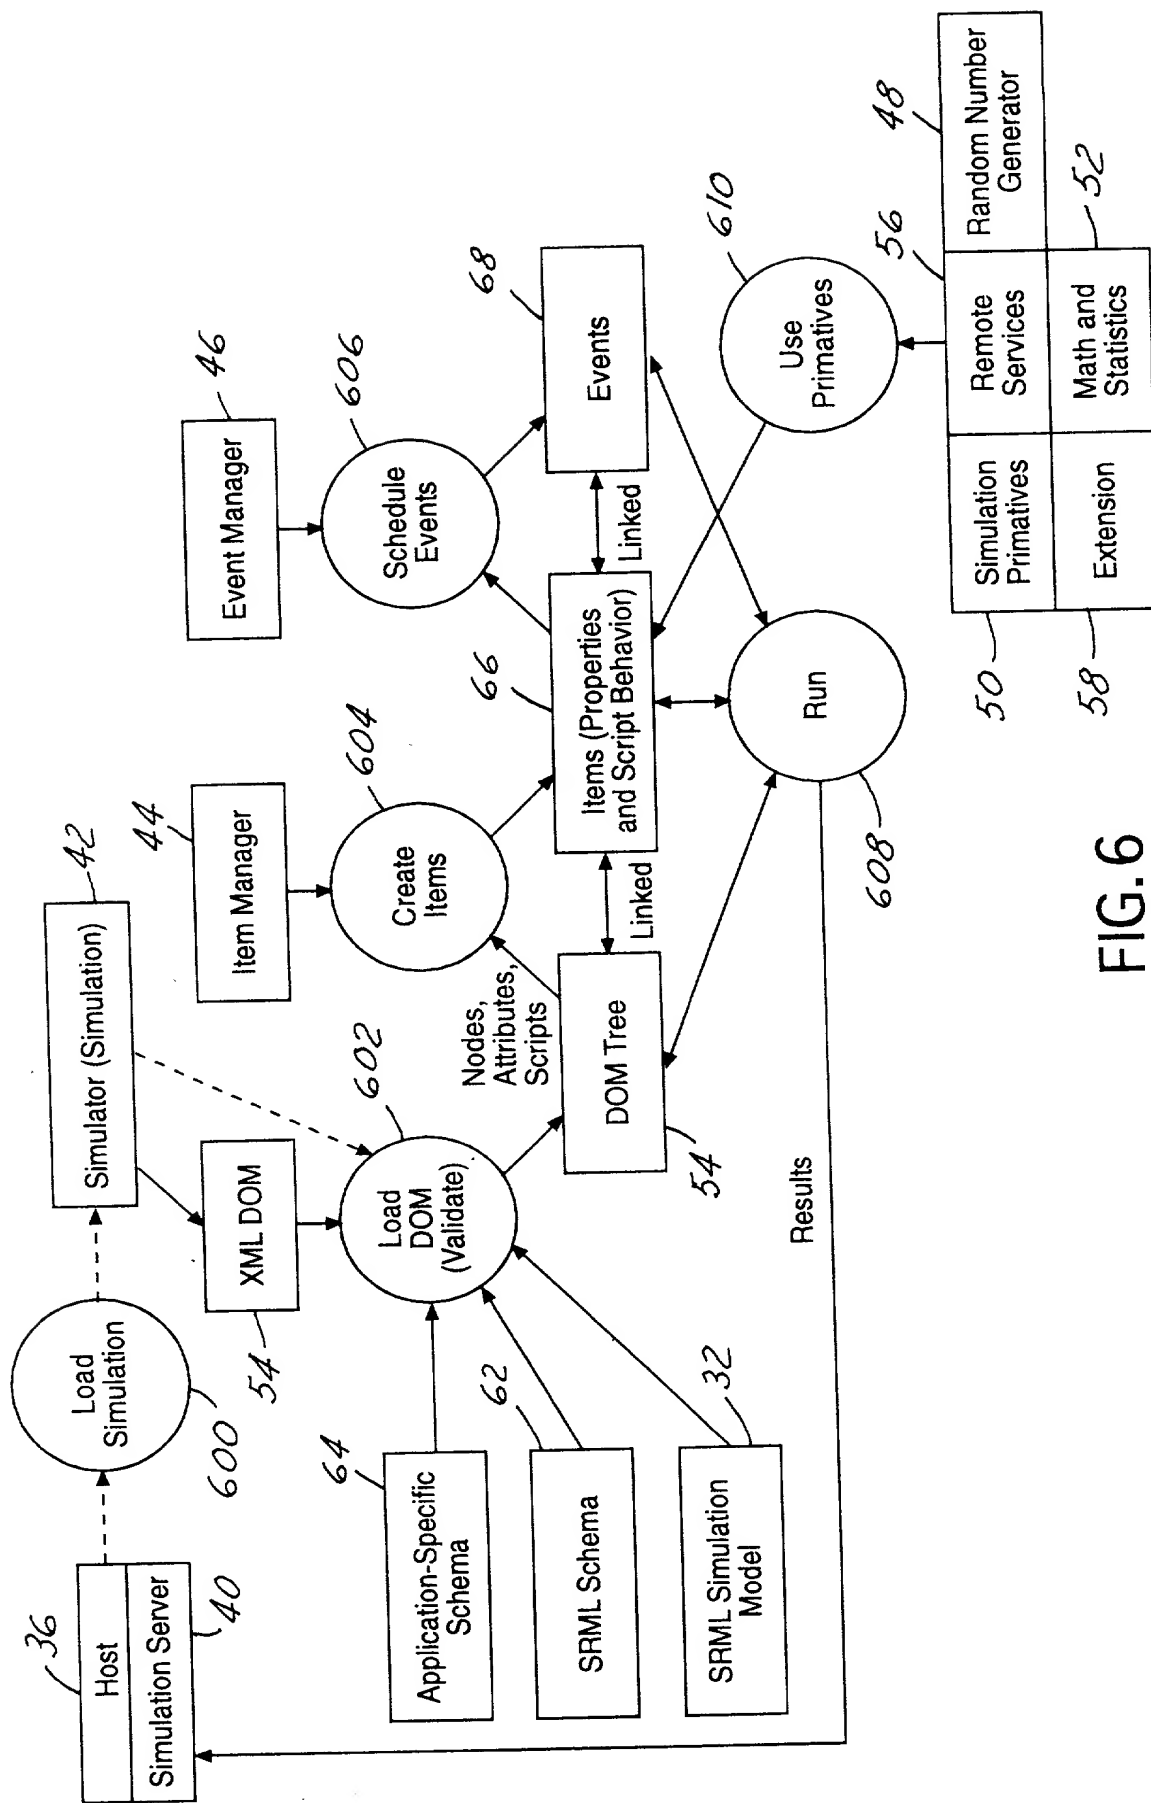 36
Host
Simulation Server
40
Load
Simulation
600
Simulator (Simulation)
42
XML DOM
54
Item Manager
44
Event Manager
46
Application-Specific
Schema
64
SRML Schema
62
SRML Simulation
Model
32
Load
DOM
(Validate)
602
Create
Items
604
Schedule
Events
606
Nodes,
Attributes,
Scripts
DOM Tree
54
Linked
Items (Properties
and Script Behavior)
66
Linked
Events
68
Run
608
Use
Primatives
610
Results
Simulation
Primatives
50
Remote
Services
56
Random Number
Generator
48
Extension
58
Math and
Statistics
52
FIG. 6